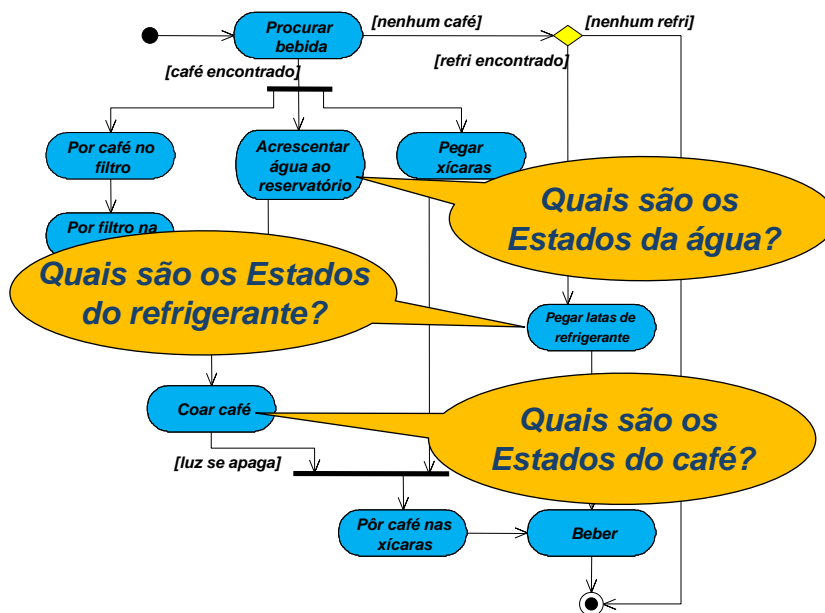 Procurar
bebida
[nenhum café]
[nenhum refri]
[café encontrado]
[refri encontrado]
Por café no
filtro
Acrescentar
água ao
reservatório
Pegar
xícaras
Por filtro na
Quais são os
Estados da água?
Quais são os Estados
do refrigerante?
Pegar latas de
refrigerante
Coar café
Quais são os
Estados do café?
[luz se apaga]
Pôr café nas
xícaras
Beber